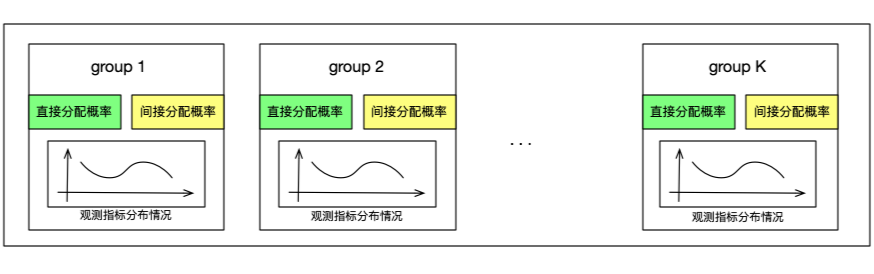 group 1
group 2
group K
直接分配概率
间接分配概率
直接分配概率
间接分配概率
直接分配概率
间接分配概率
...
观测指标分布情况
观测指标分布情况
观测指标分布情况